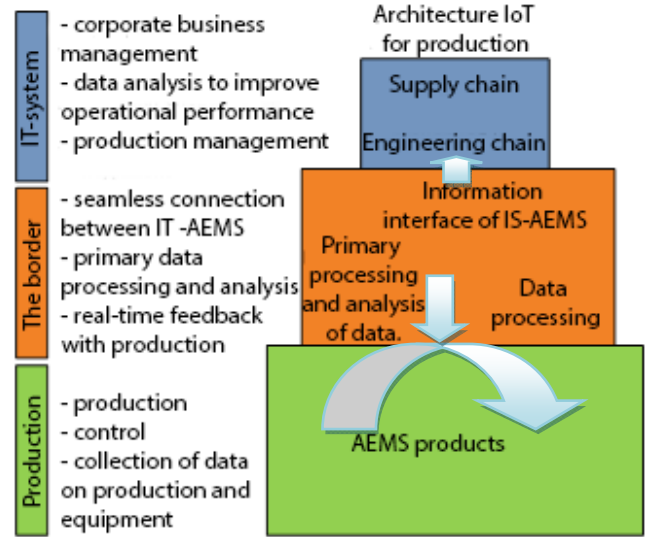 IT-system
- corporate business
management
- data analysis to improve
operational performance
- production management
The border
- seamless connection
between IT -AEMS
- primary data
processing and analysis
- real-time feedback
with production
Production
- production
- control
- collection of data
on production and
equipment
Architecture IoT
for production
Supply chain
Engineering chain
Information
interface of IS-AEMS
Primary
processing
and analysis
of data.
Data
processing
AEMS products